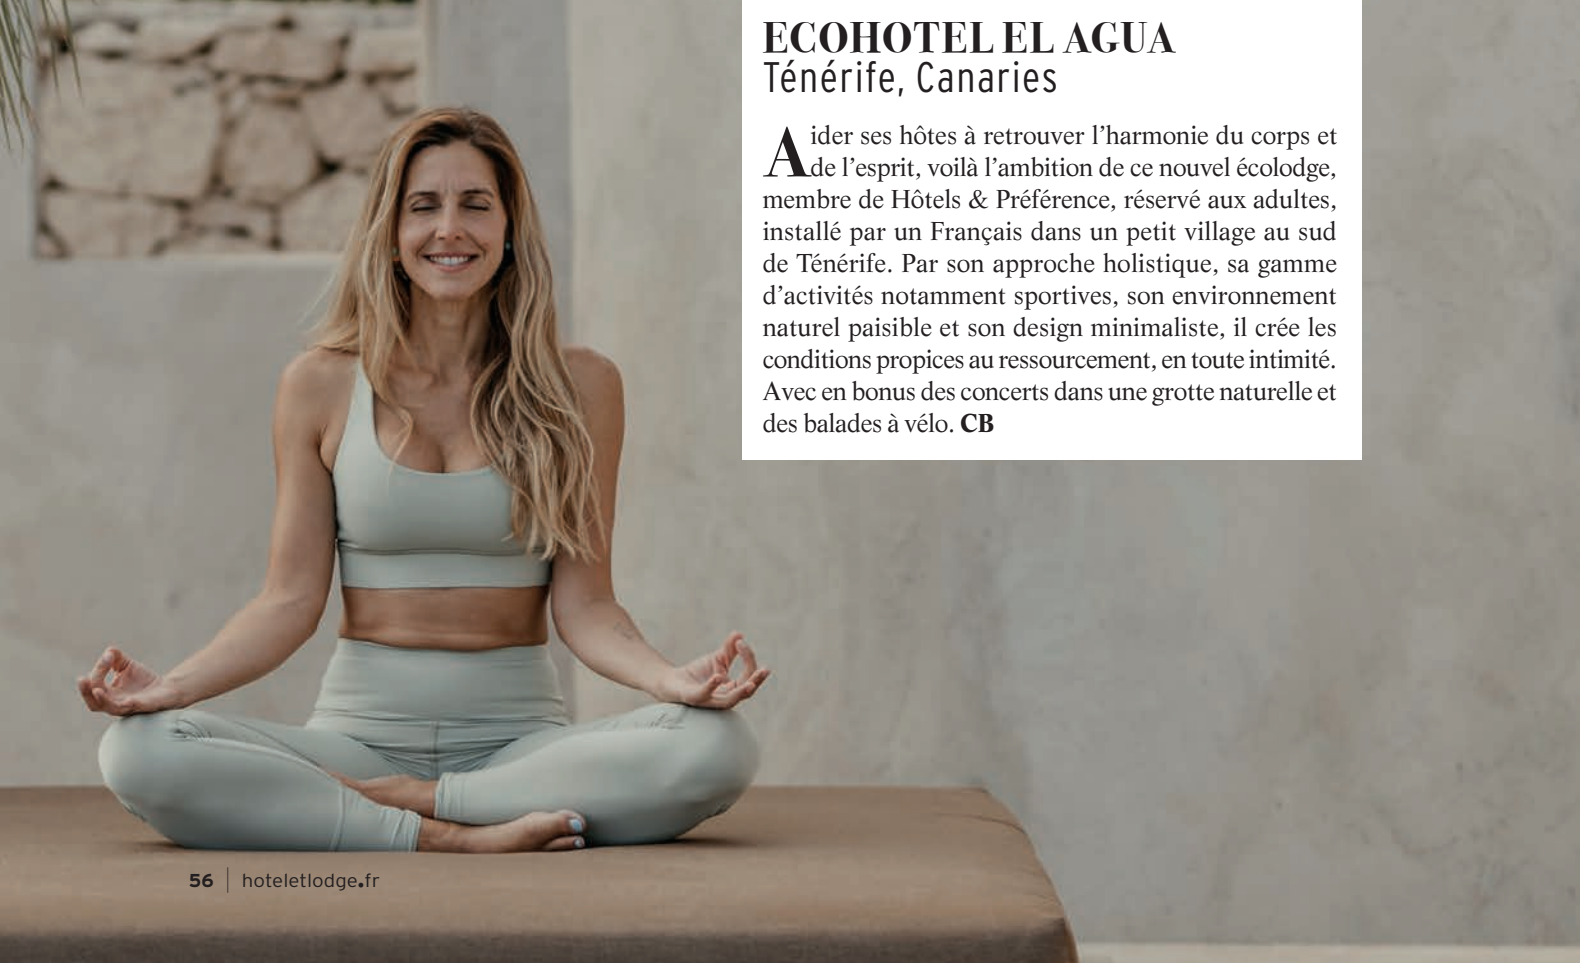 ECOHOTEL EL AGUA
Ténérife, Canaries
Aider ses hôtes à retrouver l’harmonie du corps et
de l’esprit, voilà l’ambition de ce nouvel écolodge,
membre de Hôtels & Préférence, réservé aux adultes,
installé par un Français dans un petit village au sud
de Ténérife. Par son approche holistique, sa gamme
d’activités notamment sportives, son environnement
naturel paisible et son design minimaliste, il crée les
conditions propices au ressourcement, en toute intimité.
Avec en bonus des concerts dans une grotte naturelle et
des balades à vélo. CB
56 | hoteletlodge.fr